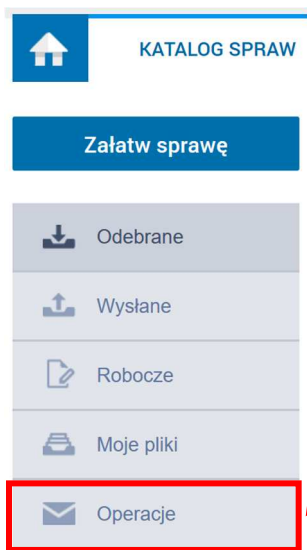 KATALOG SPRAW
Załatw sprawę
Odebrane
Wysłane
Robocze
Moje pliki
Operacje